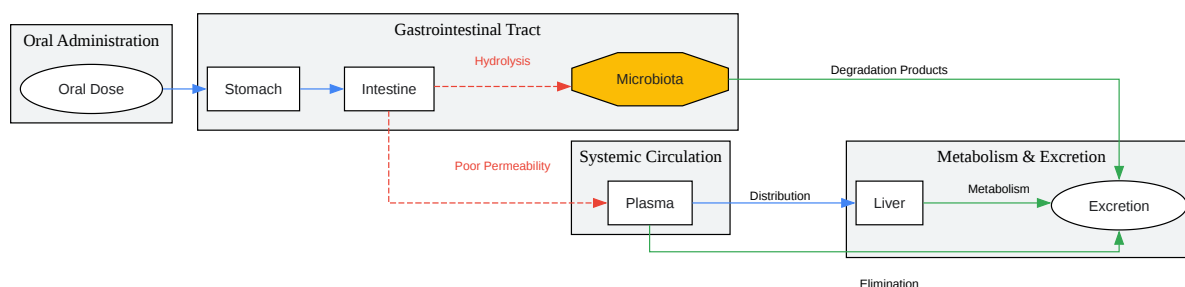 Gastrointestinal Tract
Oral Administration
Hydrolysis
Degradation Products
Oral Dose
Stomach
Intestine
Microbiota
Poor Permeability
Systemic Circulation
Metabolism & Excretion
Plasma
Distribution
Liver
Metabolism
Excretion
Elimination